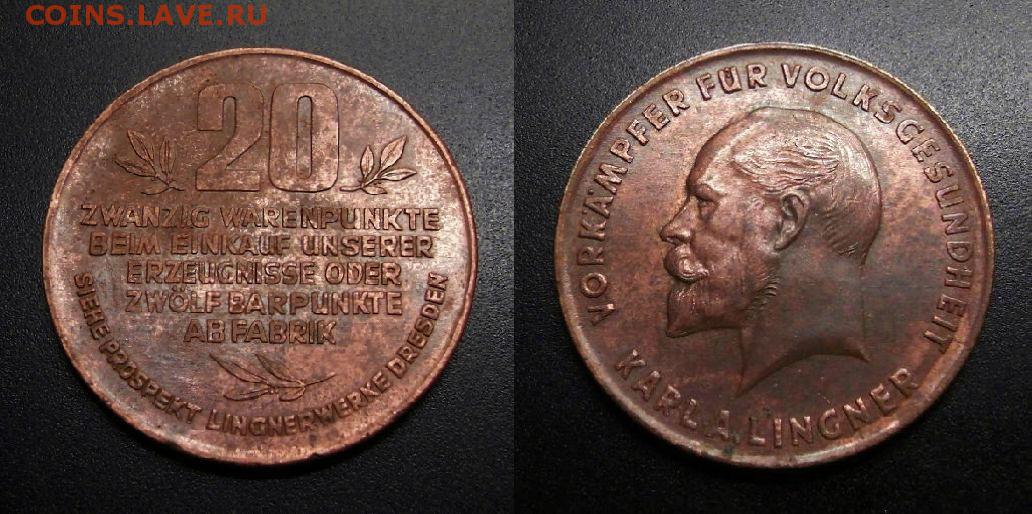 COINS.LAVE.RU
20
ZWANZIG WARENPUNKTE
BEIM EINKAUF UNSERER
ERZEUGNISSE ODER
ZWÖLF BARPUNKTE
AB FABRIK
SIEHE PROSPEKT LINGNERWERKE DRESDEN
VORKÄMPFER FÜR VOLKSGESUNDHEIT
KARL A. LINGNER